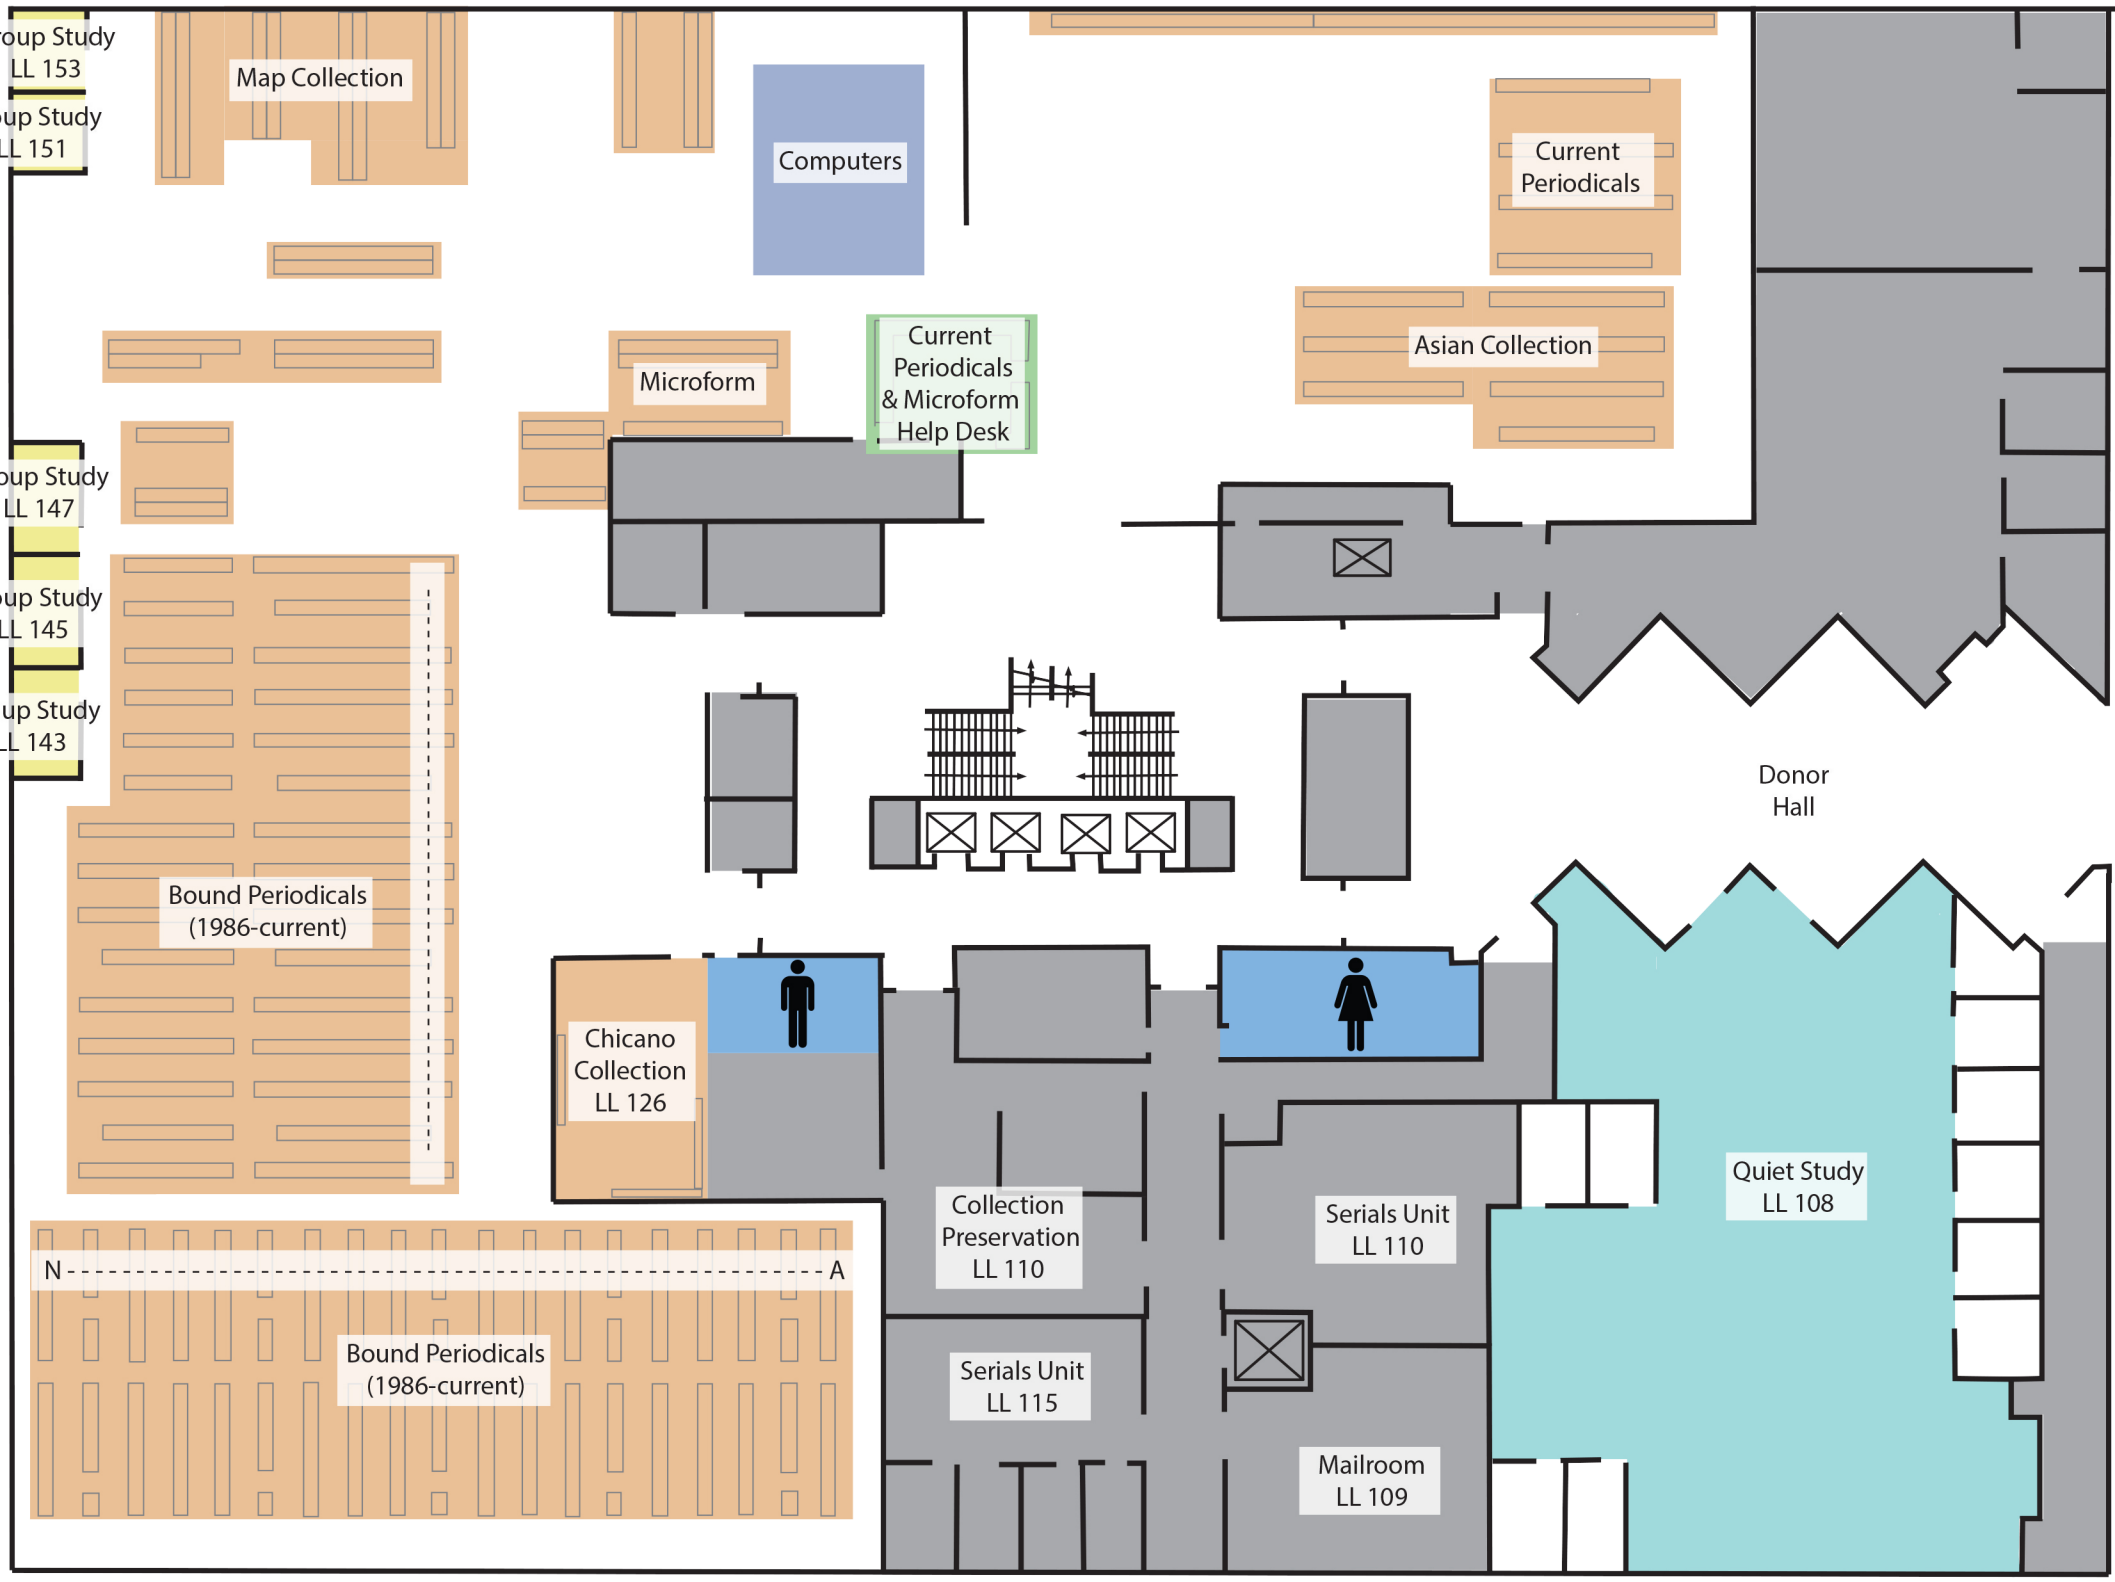 roup Study
LL 153
oup Study
LL 151
Map Collection
Computers
Current
Periodicals
Current
Periodicals
& Microform
Help Desk
Asian Collection
Microform
oup Study
LL 147
oup Study
LL 145
up Study
LL 143
Donor
Hall
Bound Periodicals
(1986-current)
Chicano
Collection
LL 126
Collection
Preservation
LL 110
Serials Unit
LL 110
Quiet Study
LL 108
N
A
Bound Periodicals
(1986-current)
Serials Unit
LL 115
Mailroom
LL 109